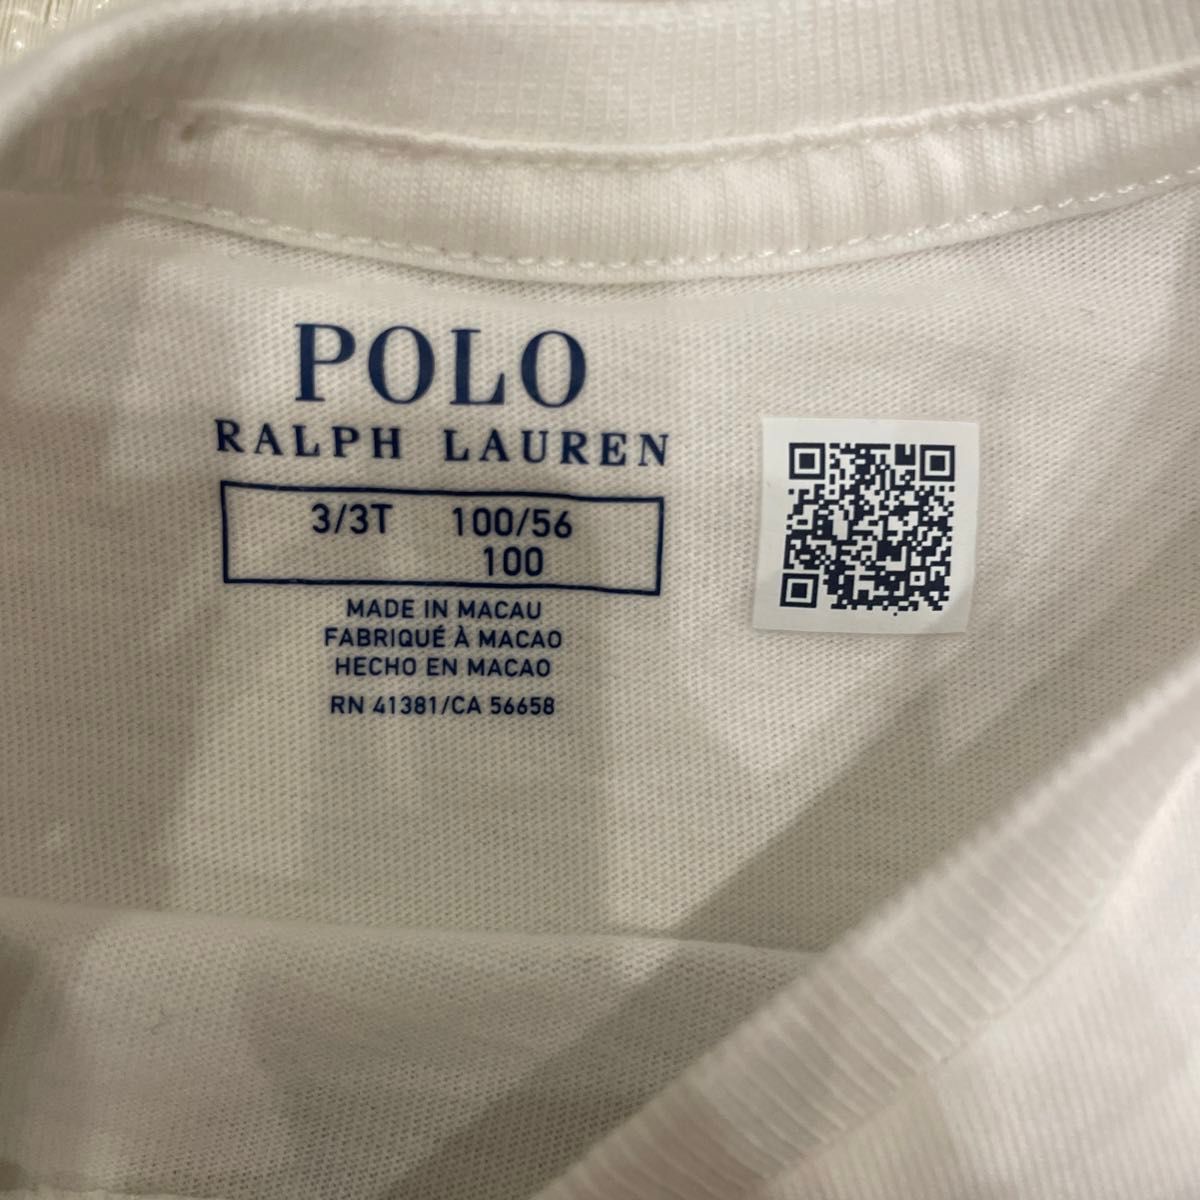 POLO
RALPH LAUREN
3/3T 100/56
100
MADE IN MACAU
FABRIQUÉ À MACAO
HECHO EN MACAO
RN 41381/CA 56658